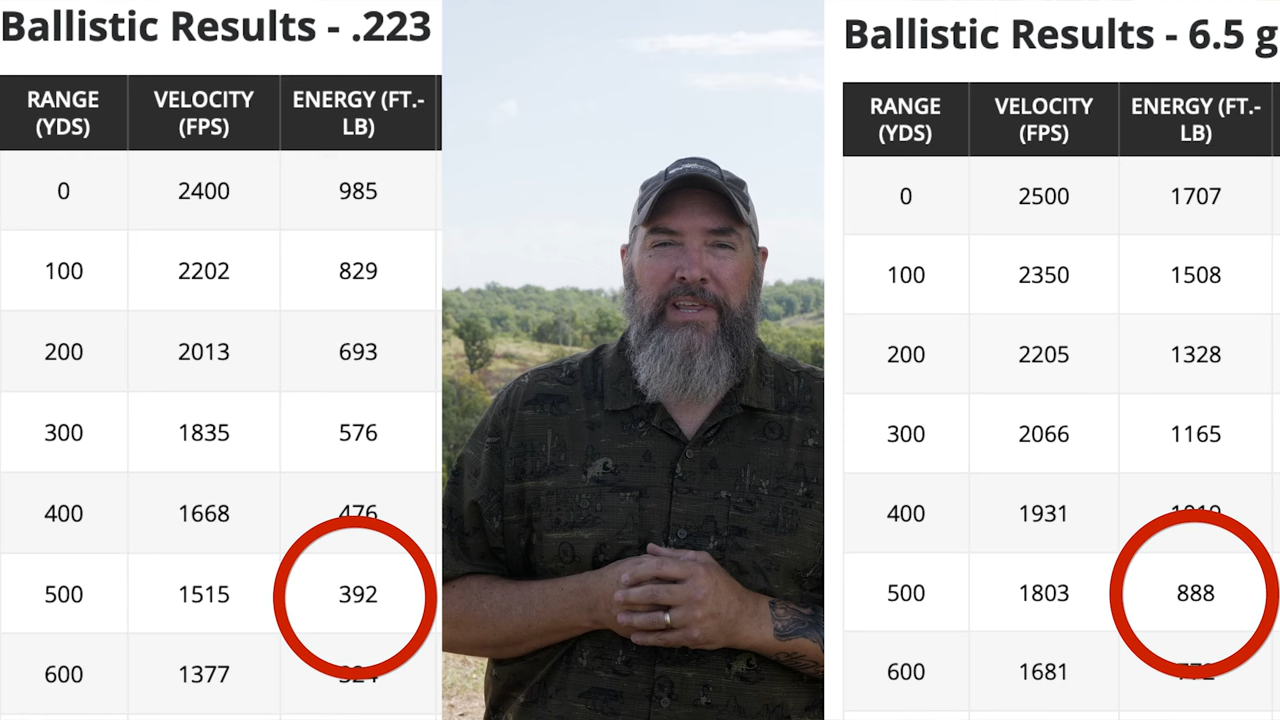 Ballistic Results - .223
RANGE (YDS) VELOCITY (FPS) ENERGY (FT.-LB)
0 2400 985
100 2202 829
200 2013 693
300 1835 576
400 1668 476
500 1515 392
600 1377
Ballistic Results - 6.5 g
RANGE (YDS) VELOCITY (FPS) ENERGY (FT.-LB)
0 2500 1707
100 2350 1508
200 2205 1328
300 2066 1165
400 1931
500 1803 888
600 1681